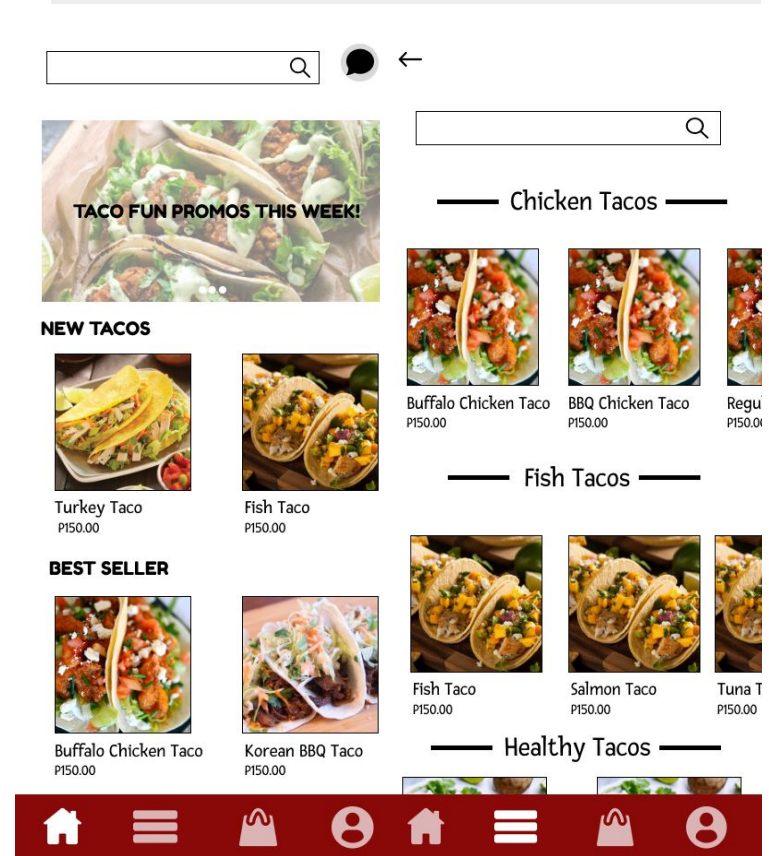 TACO FUN PROMOS THIS WEEK!
NEW TACOS
Turkey Taco
P150.00
Fish Taco
P150.00
BEST SELLER
Buffalo Chicken Taco
P150.00
Korean BBQ Taco
P150.00
Chicken Tacos
Buffalo Chicken Taco
P150.00
BBQ Chicken Taco
P150.00
P150.00
Fish Tacos
Fish Taco
P150.00
Salmon Taco
P150.00
Tuna
P150.00
Healthy Tacos